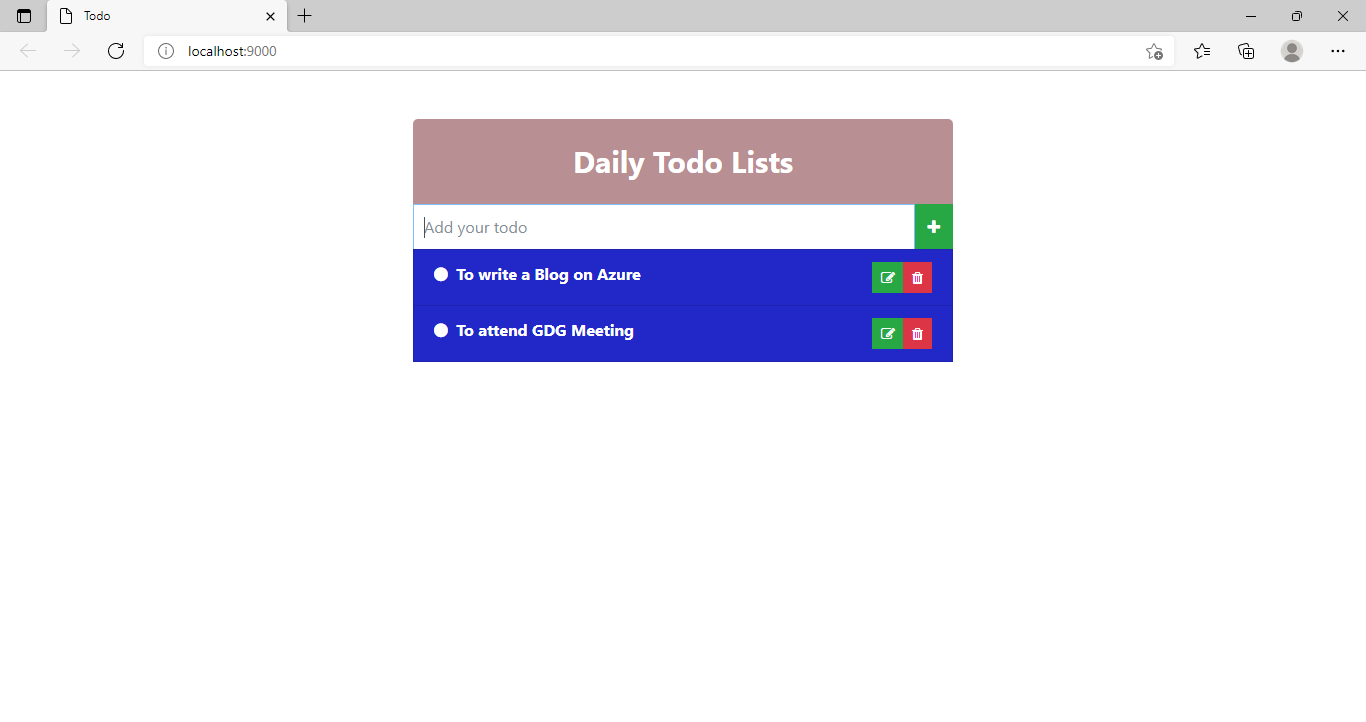 Todo
localhost:9000
Daily Todo Lists
Add your todo
To write a Blog on Azure
To attend GDG Meeting